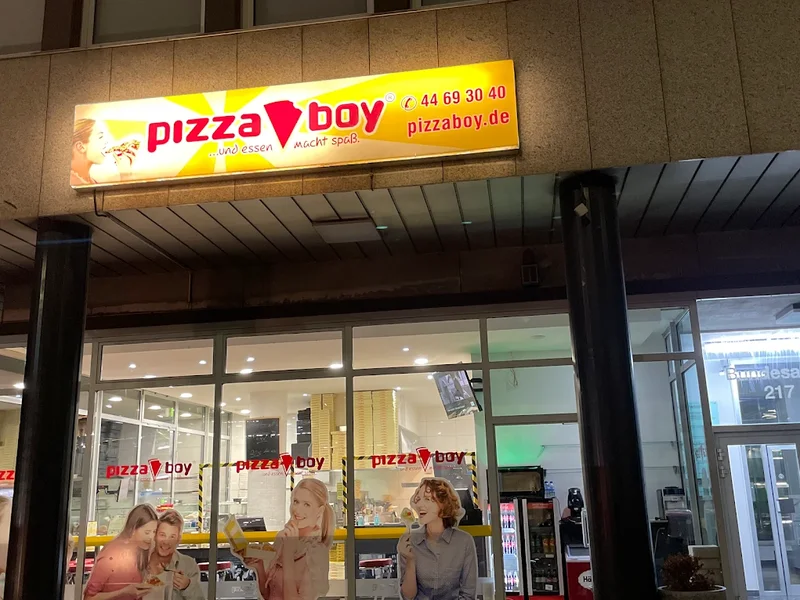 pizza boy
...und essen macht spaß.
44 69 30 40
pizzaboy.de
pizza boy
pizza boy
pizza boy
217